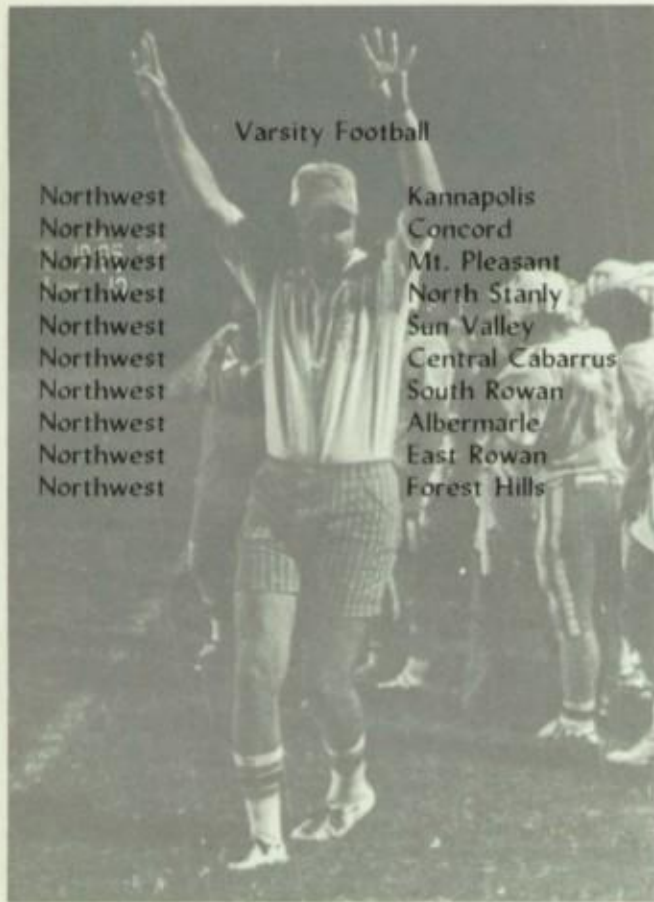 Varsity Football
Northwest Kannapolis
Northwest Concord
Northwest Mt. Pleasant
Northwest North Stanly
Northwest Sun Valley
Northwest Central Cabarrus
Northwest South Rowan
Northwest Albermarle
Northwest East Rowan
Northwest Forest Hills